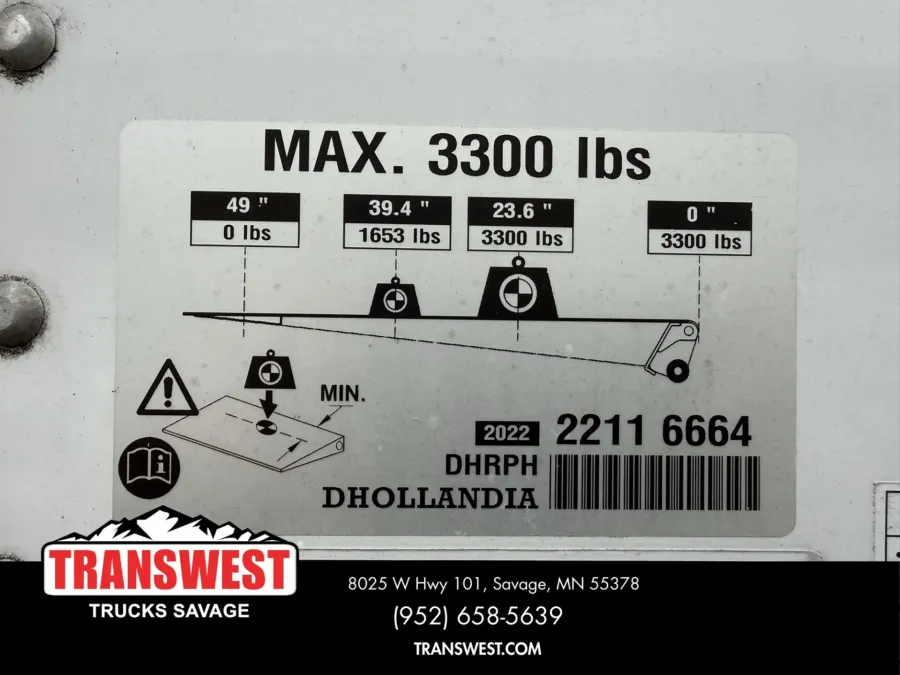 MAX. 3300 lbs
49 " 39.4 " 23.6 " 0 "
0 lbs 1653 lbs 3300 lbs 3300 lbs
MIN.
2022 2211 6664
DHRPH
DHOLLANDIA
TRANSWEST
TRUCKS SAVAGE
8025 W Hwy 101, Savage, MN 55378
(952) 658-5639
TRANSWEST.COM